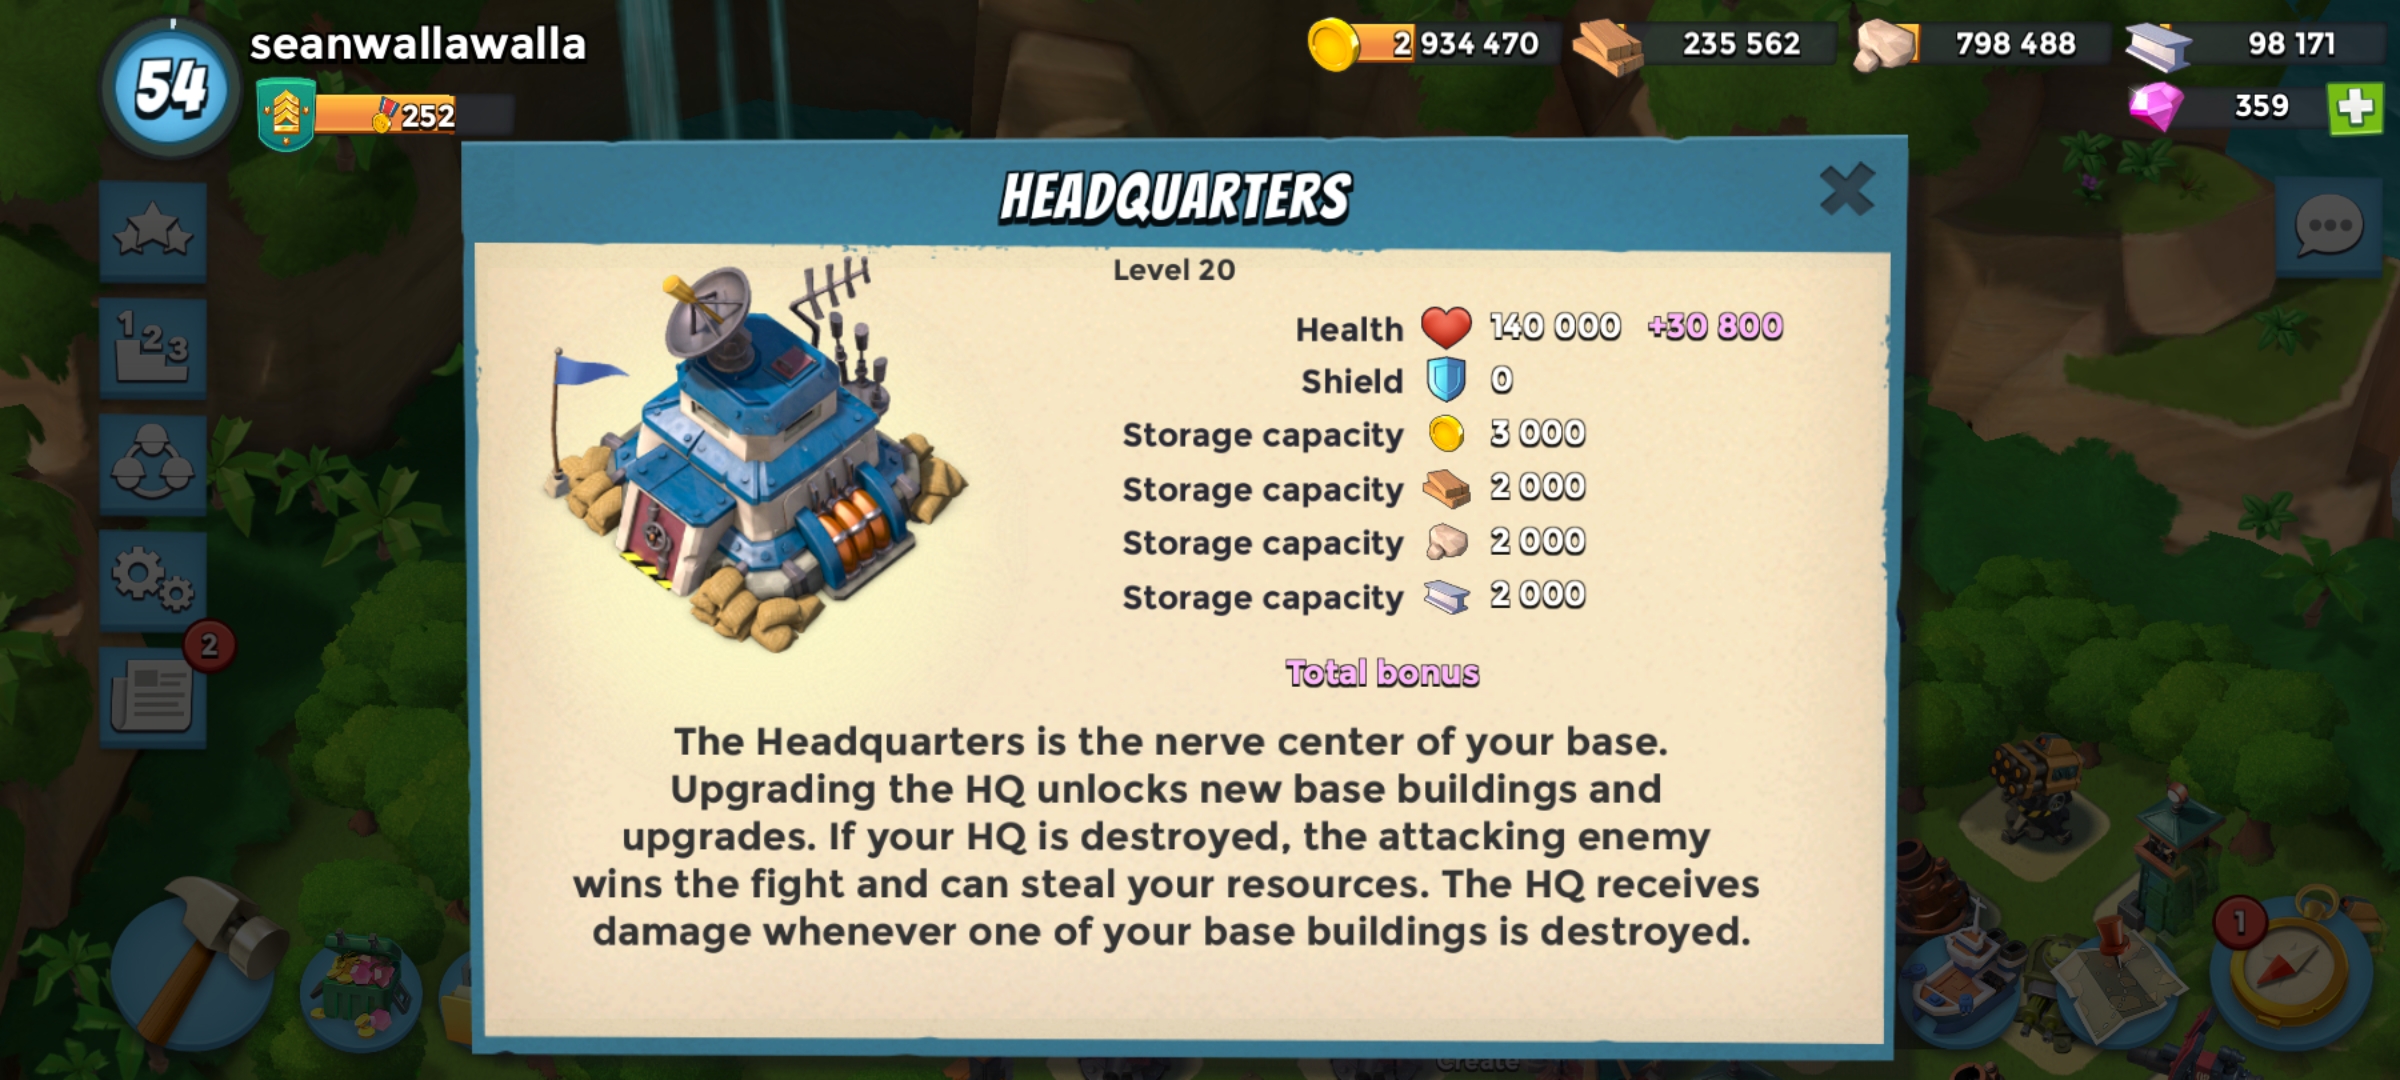 54
seanwallawalla
252
2 934 470
235 562
798 488
98 171
359
HEADQUARTERS
Level 20
Health 140 000 +30 800
Shield 0
Storage capacity 3 000
Storage capacity 2 000
Storage capacity 2 000
Storage capacity 2 000
Total bonus
The Headquarters is the nerve center of your base.
Upgrading the HQ unlocks new base buildings and
upgrades. If your HQ is destroyed, the attacking enemy
wins the fight and can steal your resources. The HQ receives
damage whenever one of your base buildings is destroyed.
1 2 3
2
1
Create